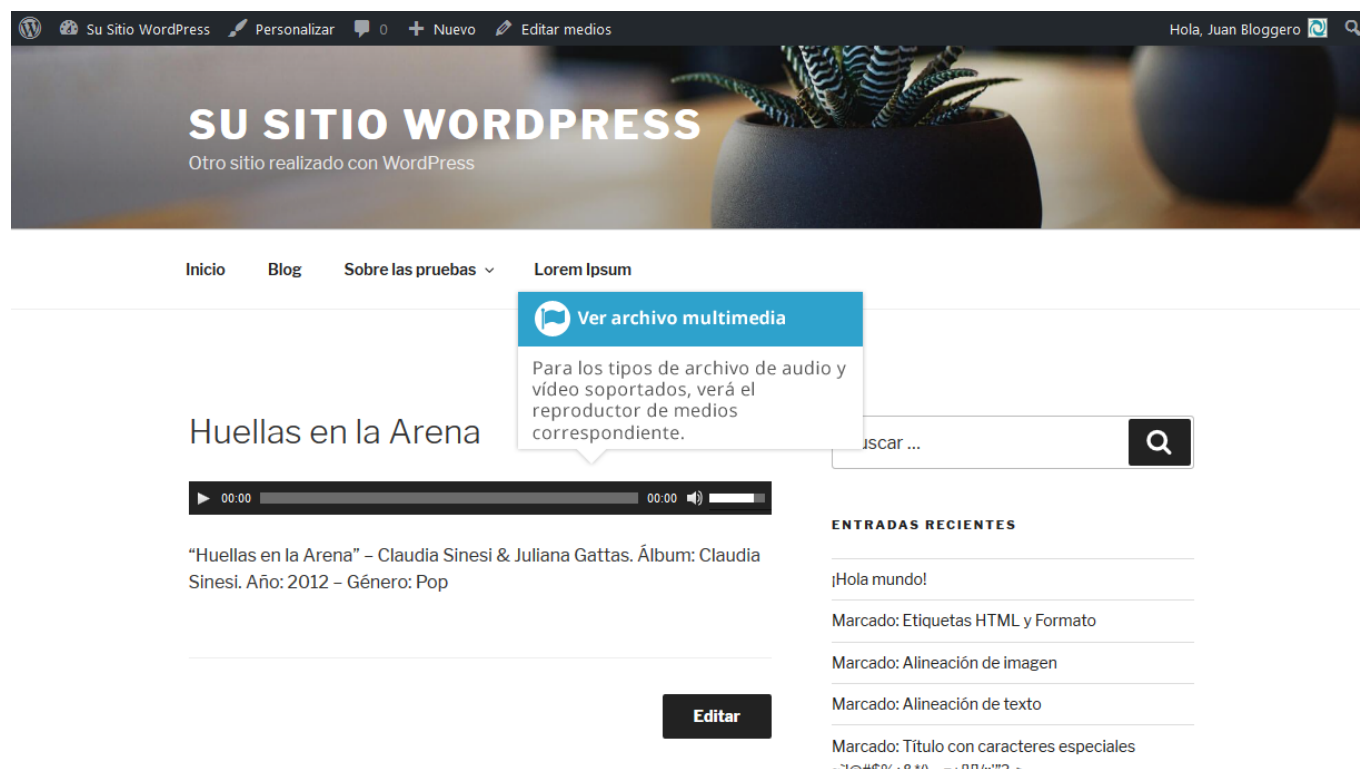 Su Sitio WordPress Personalizar 0 Nuevo Editar medios Hola, Juan Bloggero
SU SITIO WORDPRESS
Otro sitio realizado con WordPress
Inicio Blog Sobre las pruebas Lorem Ipsum
Ver archivo multimedia
Para los tipos de archivo de audio y
vídeo soportados, verá el
reproductor de medios
correspondiente.
Huellas en la Arena
00:00 00:00
“Huellas en la Arena” – Claudia Sinesi & Juliana Gattas. Álbum: Claudia
Sinesi. Año: 2012 – Género: Pop
Editar
...
ENTRADAS RECIENTES
¡Hola mundo!
Marcado: Etiquetas HTML y Formato
Marcado: Alineación de imagen
Marcado: Alineación de texto
Marcado: Título con caracteres especiales